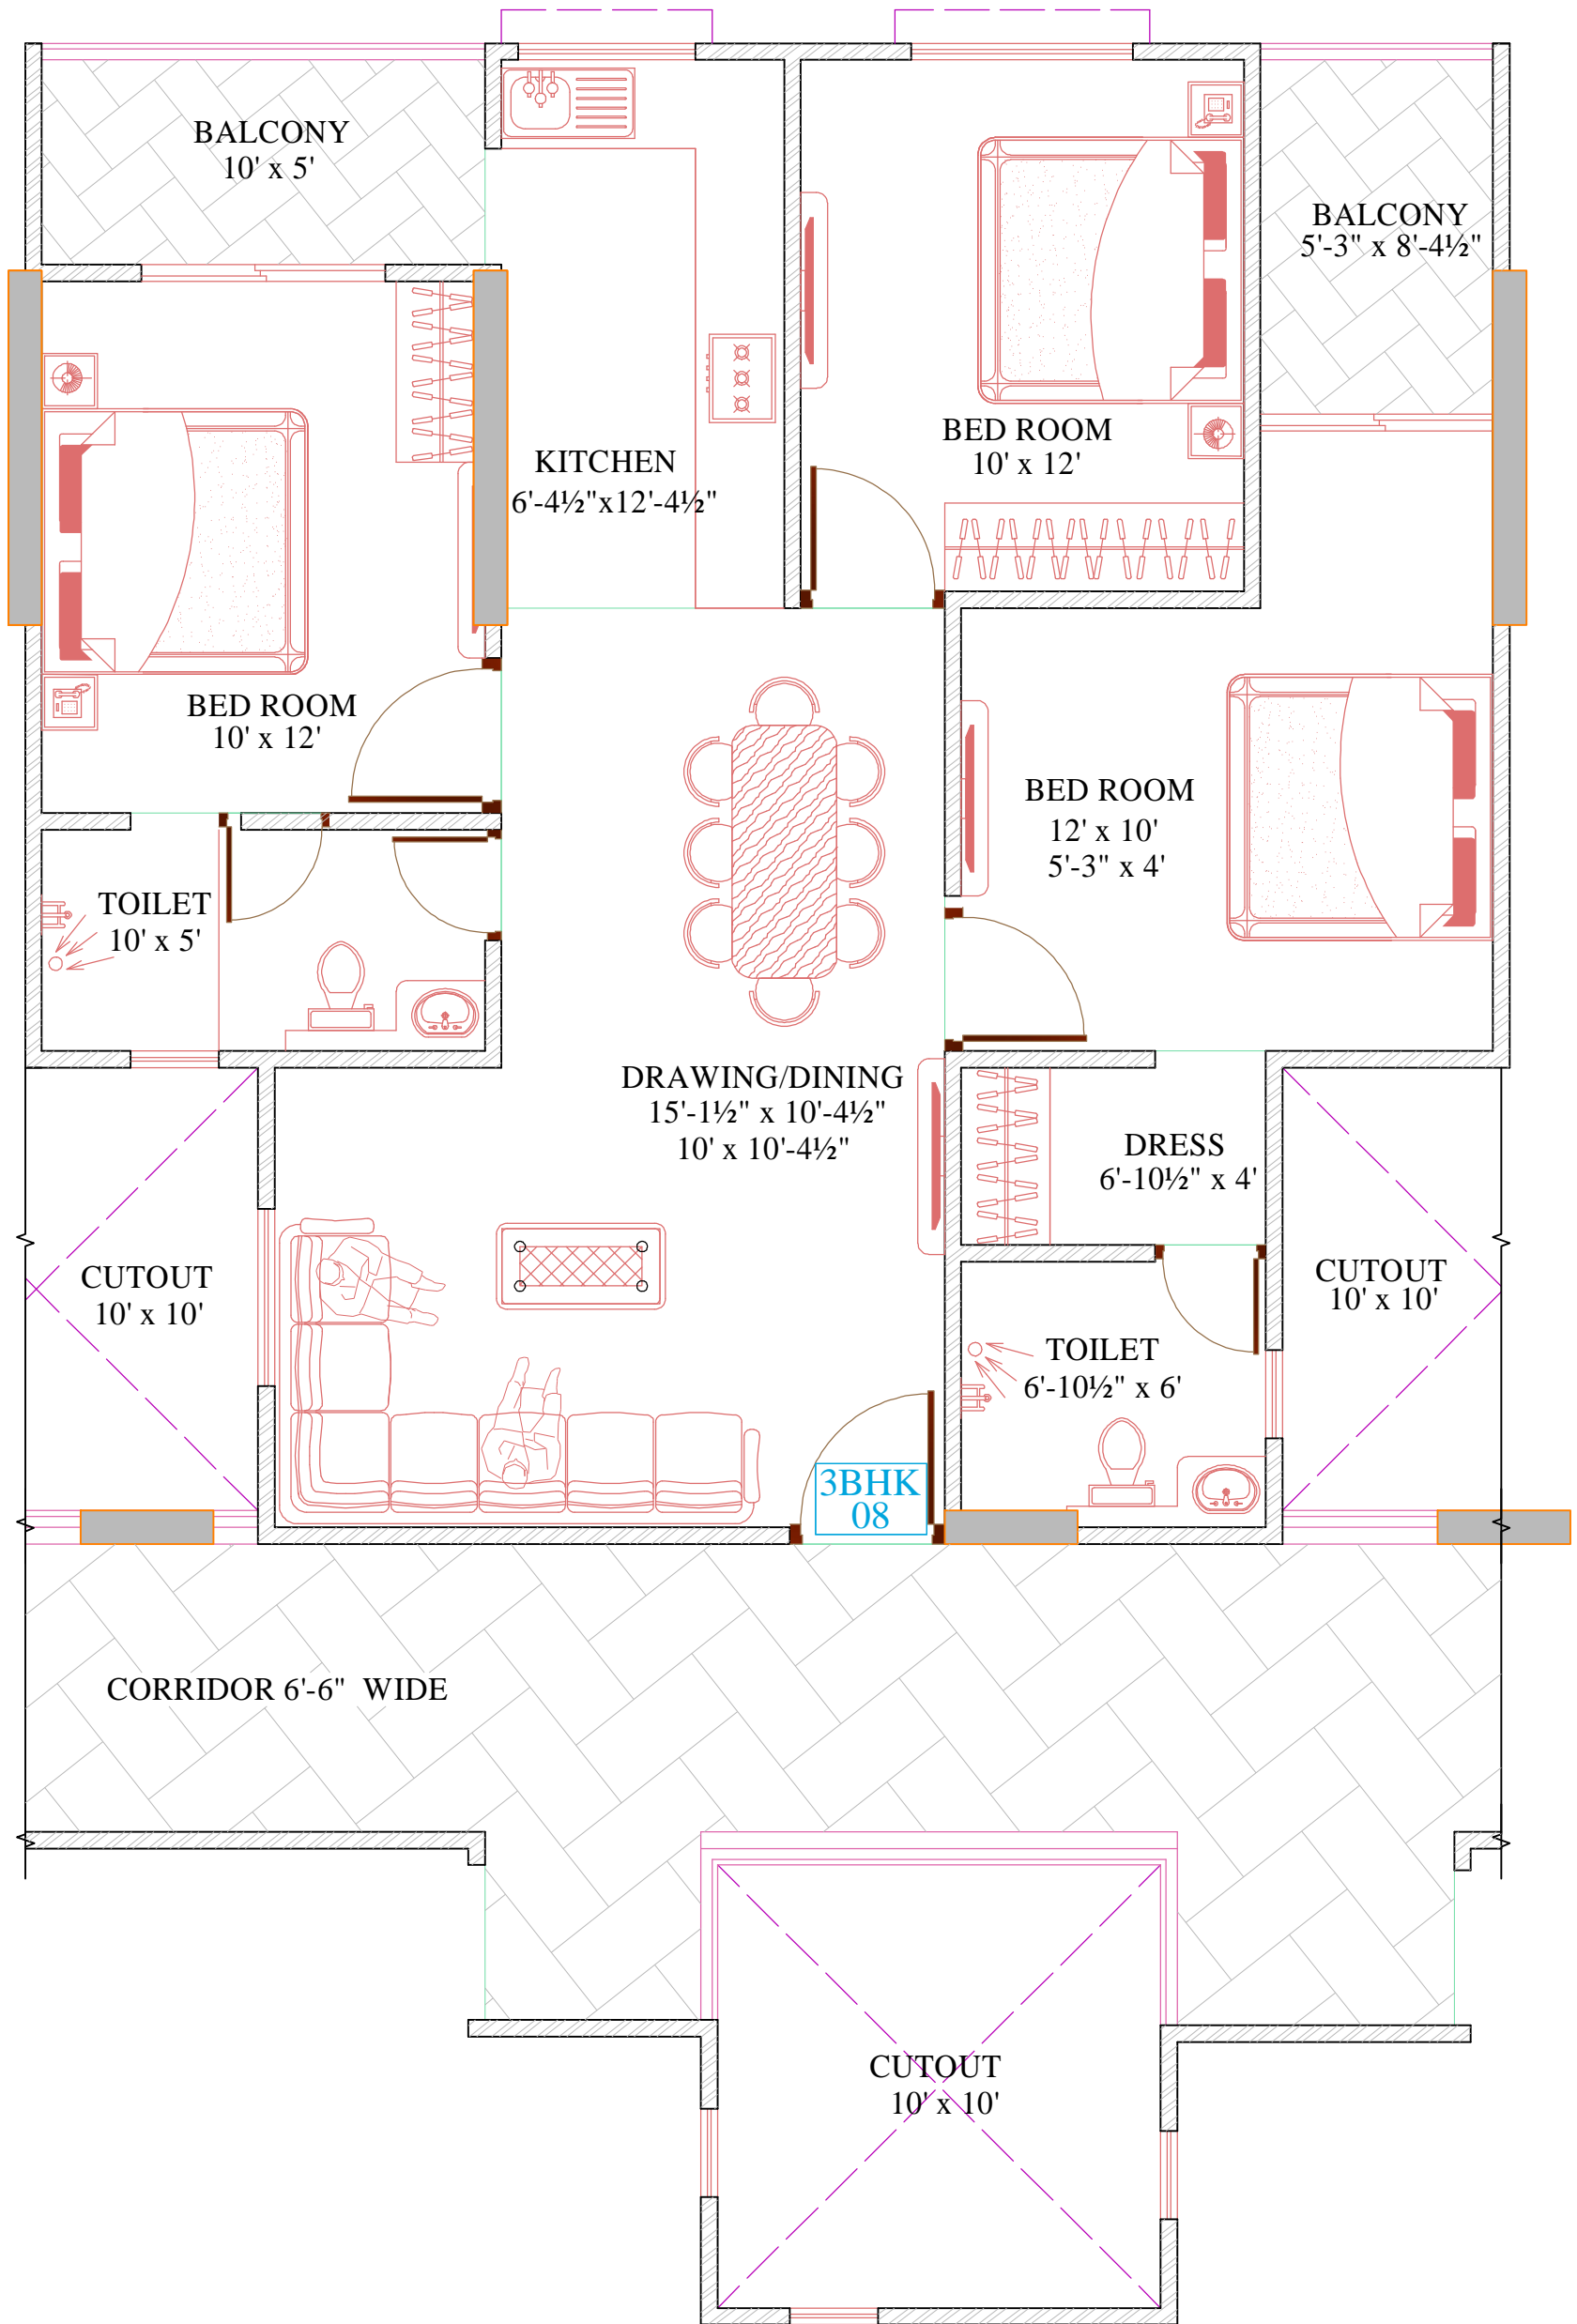 BALCONY
10' x 5'
BALCONY
5'-3" x 8'-4½"
BED ROOM
10' x 12'
KITCHEN
6'-4½"x12'-4½"
BED ROOM
10' x 12'
BED ROOM
12' x 10'
5'-3" x 4'
TOILET
10' x 5'
DRAWING/DINING
15'-1½" x 10'-4½"
10' x 10'-4½"
DRESS
6'-10½" x 4'
CUTOUT
10' x 10'
CUTOUT
10' x 10'
TOILET
6'-10½" x 6'
3BHK
08
CORRIDOR 6'-6" WIDE
CUTOUT
10' x 10'